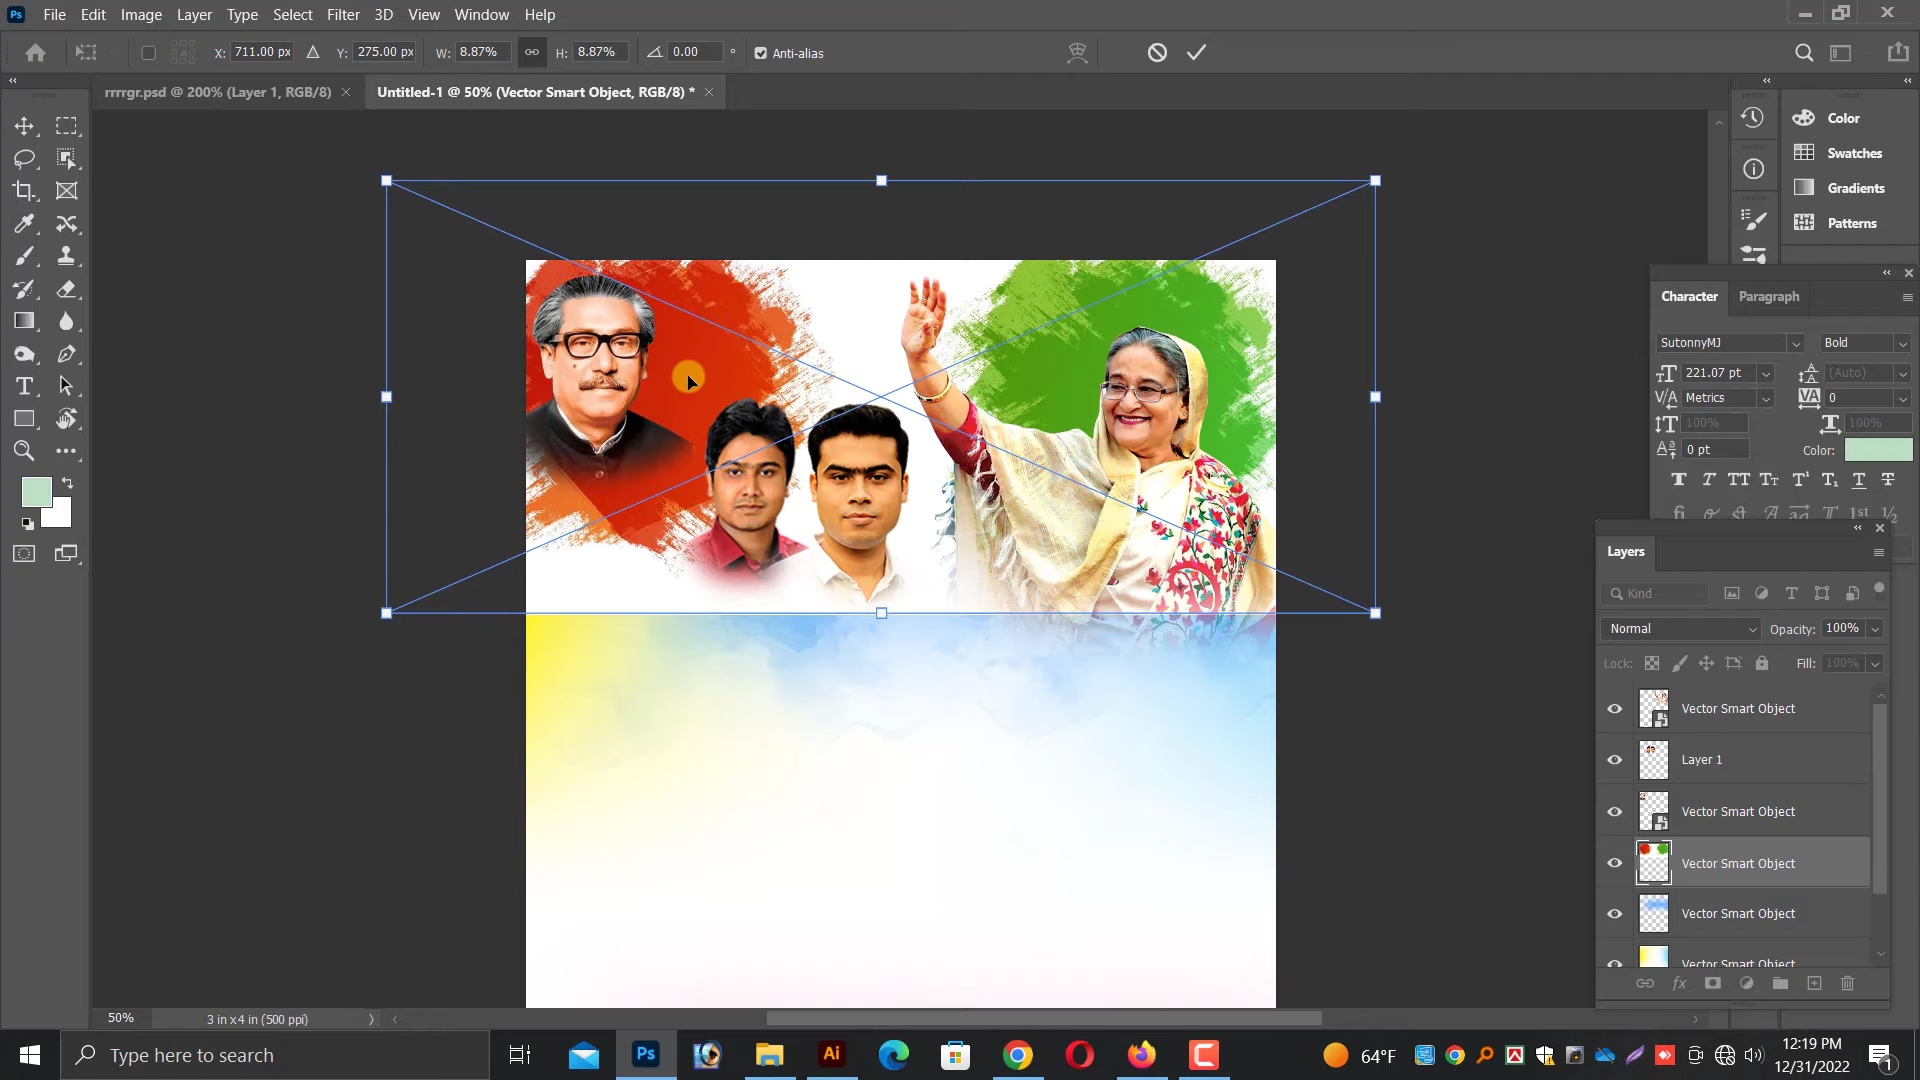 Ps File Edit Image Layer Type Select Filter 3D View Window Help
X: 711.00 px Y: 275.00 px W: 8.87% H: 8.87% 0.00 ° Anti-alias
rrrrgr.psd @ 200% (Layer 1, RGB/8) Untitled-1 @ 50% (Vector Smart Object, RGB/8) *
Color
Swatches
Gradients
Patterns
Character Paragraph
SutonnyMJ Bold
221.07 pt (Auto)
Metrics 0
100% 100%
0 pt Color:
Layers
Kind
Normal Opacity: 100%
Lock: Fill: 100%
Vector Smart Object
Layer 1
Vector Smart Object
Vector Smart Object
Vector Smart Object
Vector Smart Object
50% 3 in x 4 in (500 ppi)
Type here to search
Ps Ai
64°F
12:19 PM
12/31/2022
1